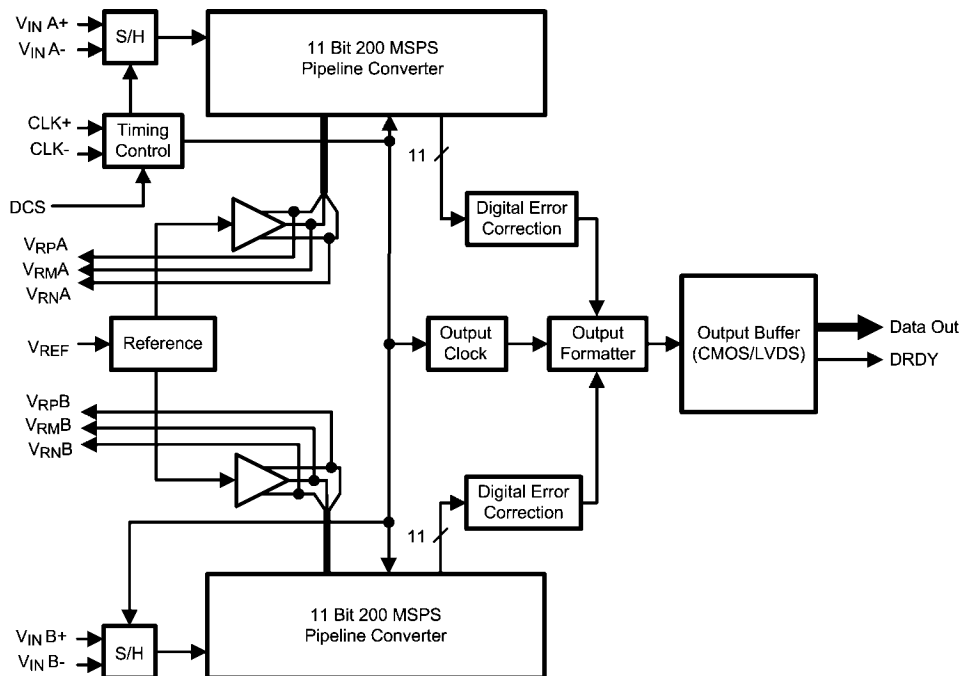 VIN A+
VIN A-
S/H
11 Bit 200 MSPS
Pipeline Converter
CLK+
CLK-
Timing
Control
DCS
11
Digital Error
Correction
VRPA
VRMA
VRNA
VREF
Reference
Output
Clock
Output
Formatter
Output Buffer
(CMOS/LVDS)
Data Out
DRDY
VRPB
VRMB
VRNB
Digital Error
Correction
11
VIN B+
VIN B-
S/H
11 Bit 200 MSPS
Pipeline Converter